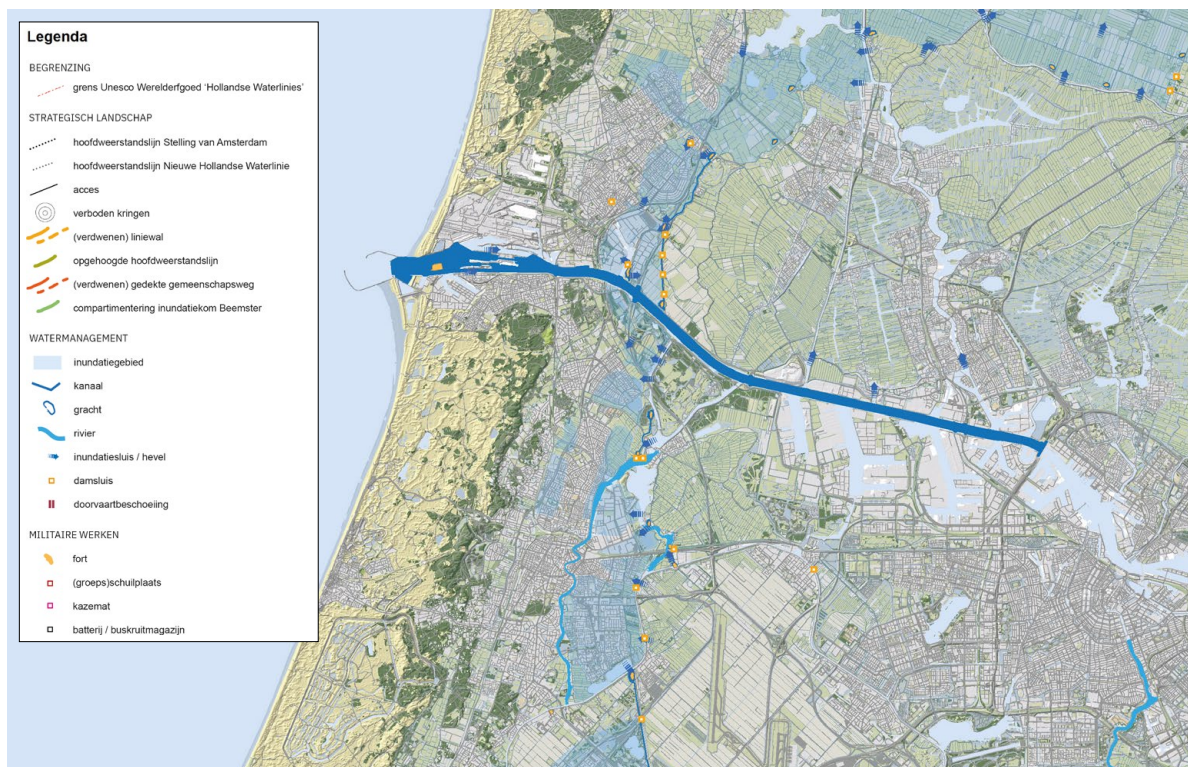 Legenda
BEGRENZING
grens Unesco Werelderfgoed ‘Hollandse Waterlinies’
STRATEGISCH LANDSCHAP
hoofdweerstandslijn Stelling van Amsterdam
hoofdweerstandslijn Nieuwe Hollandse Waterlinie
acces
verboden kringen
(verdwenen) liniewal
opgehoogde hoofdweerstandslijn
(verdwenen) gedekte gemeenschapsweg
compartimentering inundatiekom Beemster
WATERMANAGEMENT
inundatiegebied
kanaal
gracht
rivier
inundatiesluis / hevel
damsluis
doorvaartbeschoeiing
MILITAIRE WERKEN
fort
(groeps)schuilplaats
kazemat
batterij / buskruitmagazijn